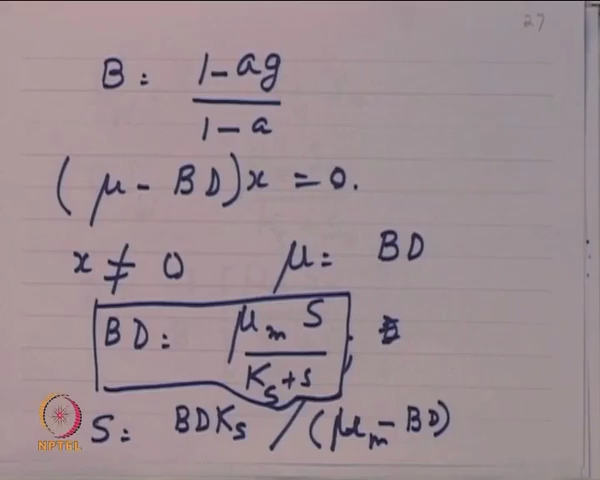 27
B = (1 - ag) / (1 - a)
(μ - BD)x = 0.
x ≠ 0    μ = BD
BD = μm S / (Ks + s) ;
S = BDKs / (μm - BD)
NPTEL